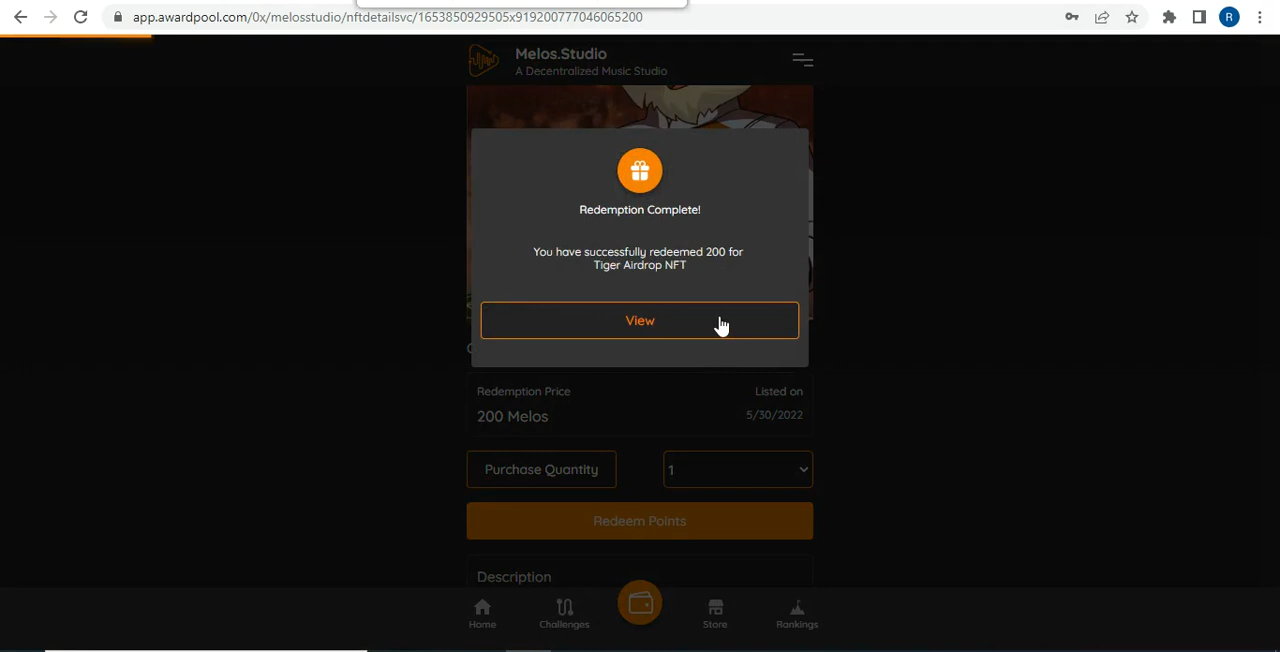 app.awardpool.com/0x/melosstudio/nftdetailsvc/1653850929505x919200777046065200
R
Melos.Studio
A Decentralized Music Studio
Redemption Complete!
You have successfully redeemed 200 for
Tiger Airdrop NFT
View
Redemption Price
Listed on
200 Melos
5/30/2022
Purchase Quantity
1
Redeem Points
Description
Home
Challenges
Store
Rankings